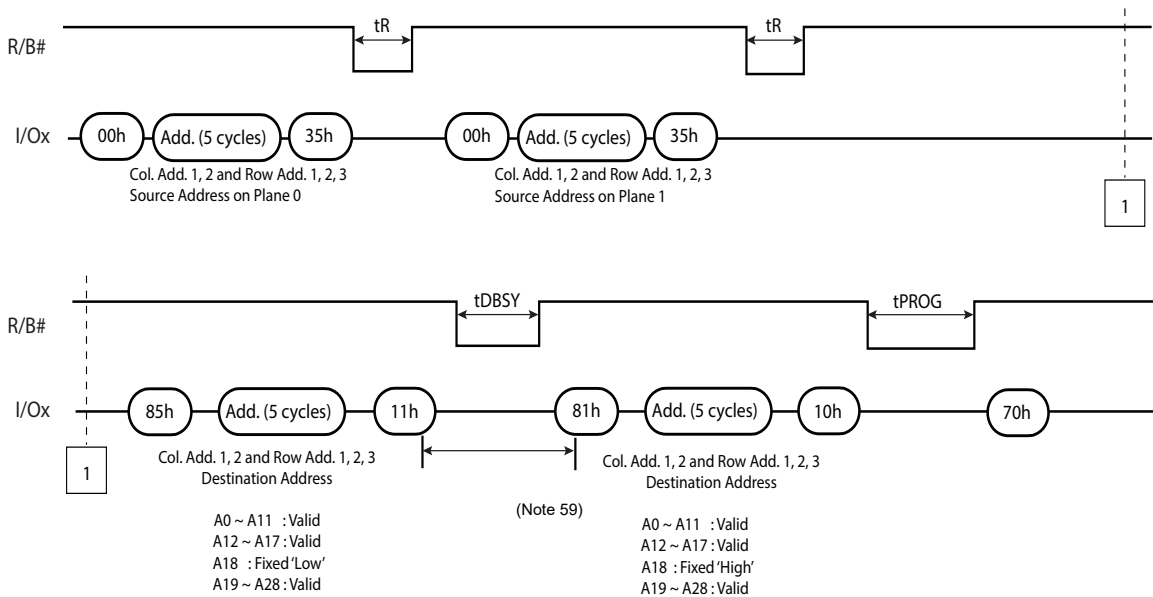 tR tR
R/B#
I/Ox 00h Add. (5 cycles) 35h 00h Add. (5 cycles) 35h
Col. Add. 1, 2 and Row Add. 1, 2, 3
Source Address on Plane 0
Col. Add. 1, 2 and Row Add. 1, 2, 3
Source Address on Plane 1
1
tDBSY tPROG
R/B#
I/Ox 85h Add. (5 cycles) 11h 81h Add. (5 cycles) 10h 70h
1
Col. Add. 1, 2 and Row Add. 1, 2, 3
Destination Address
A0 ~ A11 : Valid
A12 ~ A17 : Valid
A18 : Fixed 'Low'
A19 ~ A28 : Valid
(Note 59)
Col. Add. 1, 2 and Row Add. 1, 2, 3
Destination Address
A0 ~ A11 : Valid
A12 ~ A17 : Valid
A18 : Fixed 'High'
A19 ~ A28 : Valid